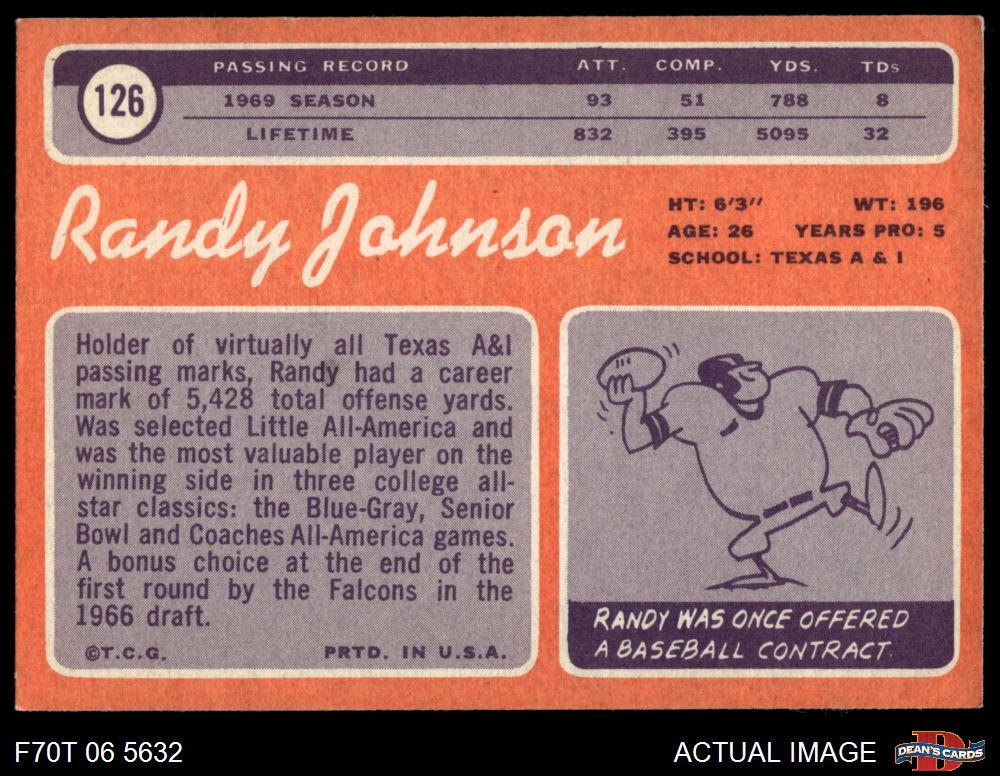 126
PASSING RECORD ATT. COMP. YDS. TDs
1969 SEASON 93 51 788 8
LIFETIME 832 395 5095 32
Randy Johnson
HT: 6'3" WT: 196
AGE: 26 YEARS PRO: 5
SCHOOL: TEXAS A & I
Holder of virtually all Texas A&I
passing marks, Randy had a career
mark of 5,428 total offense yards.
Was selected Little All-America and
was the most valuable player on the
winning side in three college all-
star classics: the Blue-Gray, Senior
Bowl and Coaches All-America games.
A bonus choice at the end of the
first round by the Falcons in the
1966 draft.
©T.C.G. PRTD. IN U.S.A.
RANDY WAS ONCE OFFERED
A BASEBALL CONTRACT.
F70T 06 5632 ACTUAL IMAGE DEAN'S CARDS